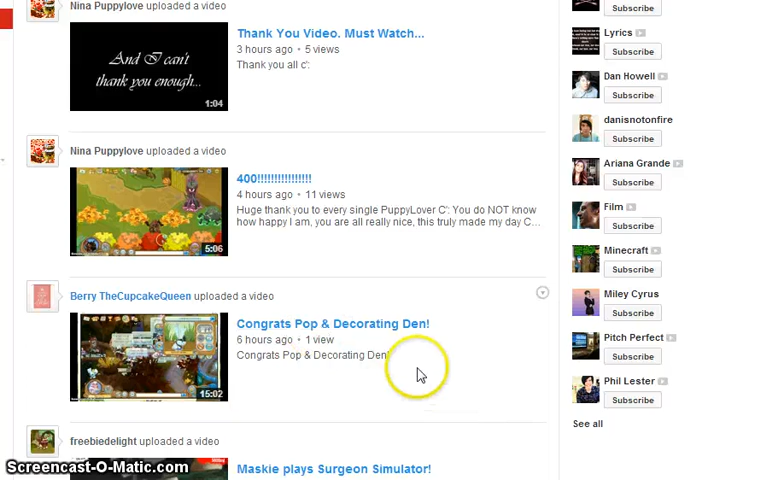 Nina Puppylove uploaded a video
Thank You Video. Must Watch...
3 hours ago • 5 views
Thank you all c':
And I can't
thank you enough...
1:04
Nina Puppylove uploaded a video
400!!!!!!!!!!!!!!!!
4 hours ago • 11 views
Huge thank you to every single PuppyLover C': You do NOT know
how happy I am, you are all really nice, this truly made my day C...
5:06
Berry TheCupcakeQueen uploaded a video
Congrats Pop & Decorating Den!
6 hours ago • 1 view
Congrats Pop & Decorating Den!
15:02
freebiedelight uploaded a video
Maskie plays Surgeon Simulator!
Subscribe
Lyrics
Subscribe
Dan Howell
Subscribe
danisnotonfire
Subscribe
Ariana Grande
Subscribe
Film
Subscribe
Minecraft
Subscribe
Miley Cyrus
Subscribe
Pitch Perfect
Subscribe
Phil Lester
Subscribe
See all
Screencast-O-Matic.com